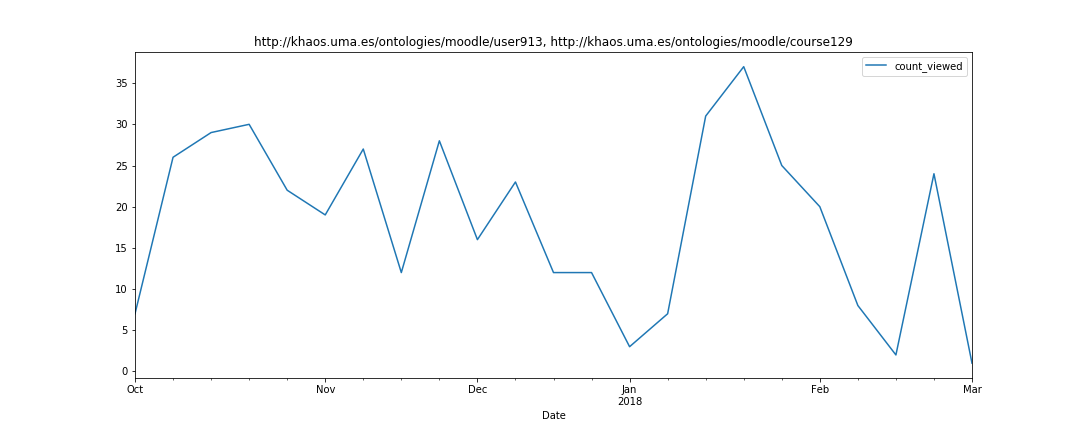 http://khaos.uma.es/ontologies/moodle/user913, http://khaos.uma.es/ontologies/moodle/course129
count_viewed
35
30
25
20
15
10
5
0
Oct
Nov
Dec
Jan
2018
Feb
Mar
Date